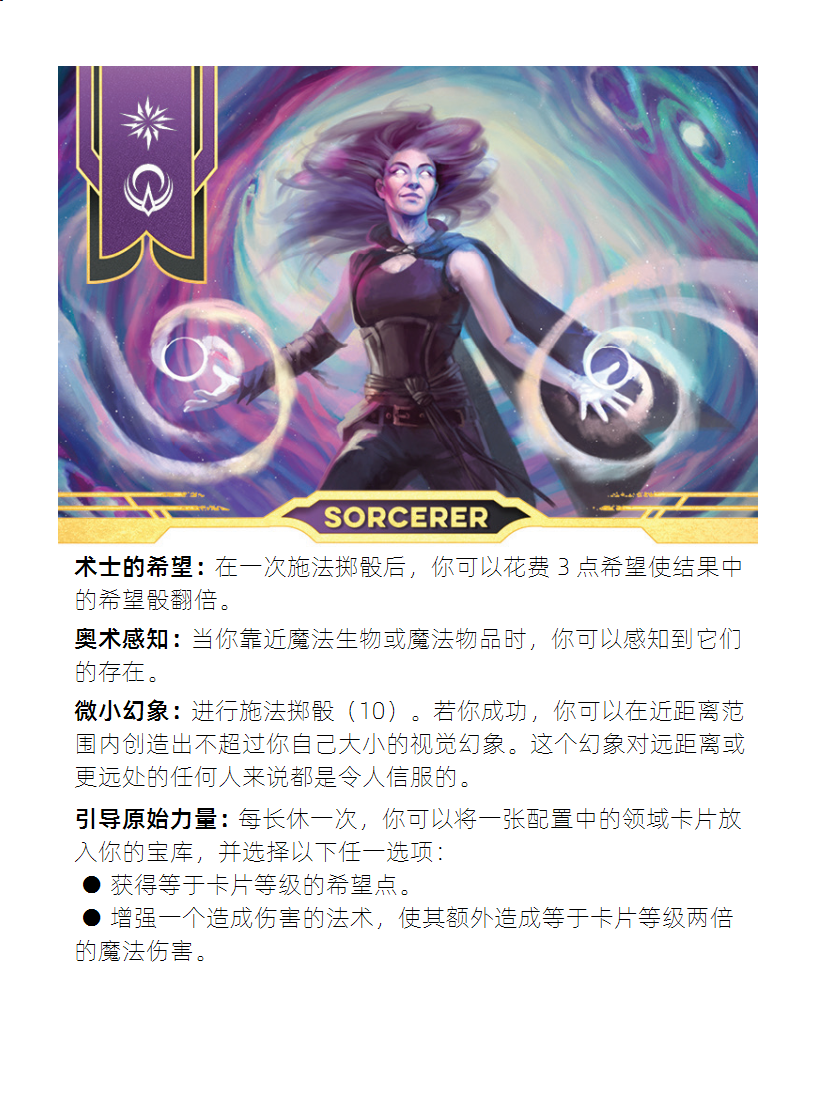 SORCERER
术士的希望：在一次施法掷骰后，你可以花费 3 点希望使结果中
的希望骰翻倍。
奥术感知：当你靠近魔法生物或魔法物品时，你可以感知到它们
的存在。
微小幻象：进行施法掷骰（10）。若你成功，你可以在近距离范
围内创造出不超过你自己大小的视觉幻象。这个幻象对远距离或
更远处的任何人来说都是令人信服的。
引导原始力量：每长休一次，你可以将一张配置中的领域卡片放
入你的宝库，并选择以下任一选项：
● 获得等于卡片等级的希望点。
● 增强一个造成伤害的法术，使其额外造成等于卡片等级两倍
的魔法伤害。